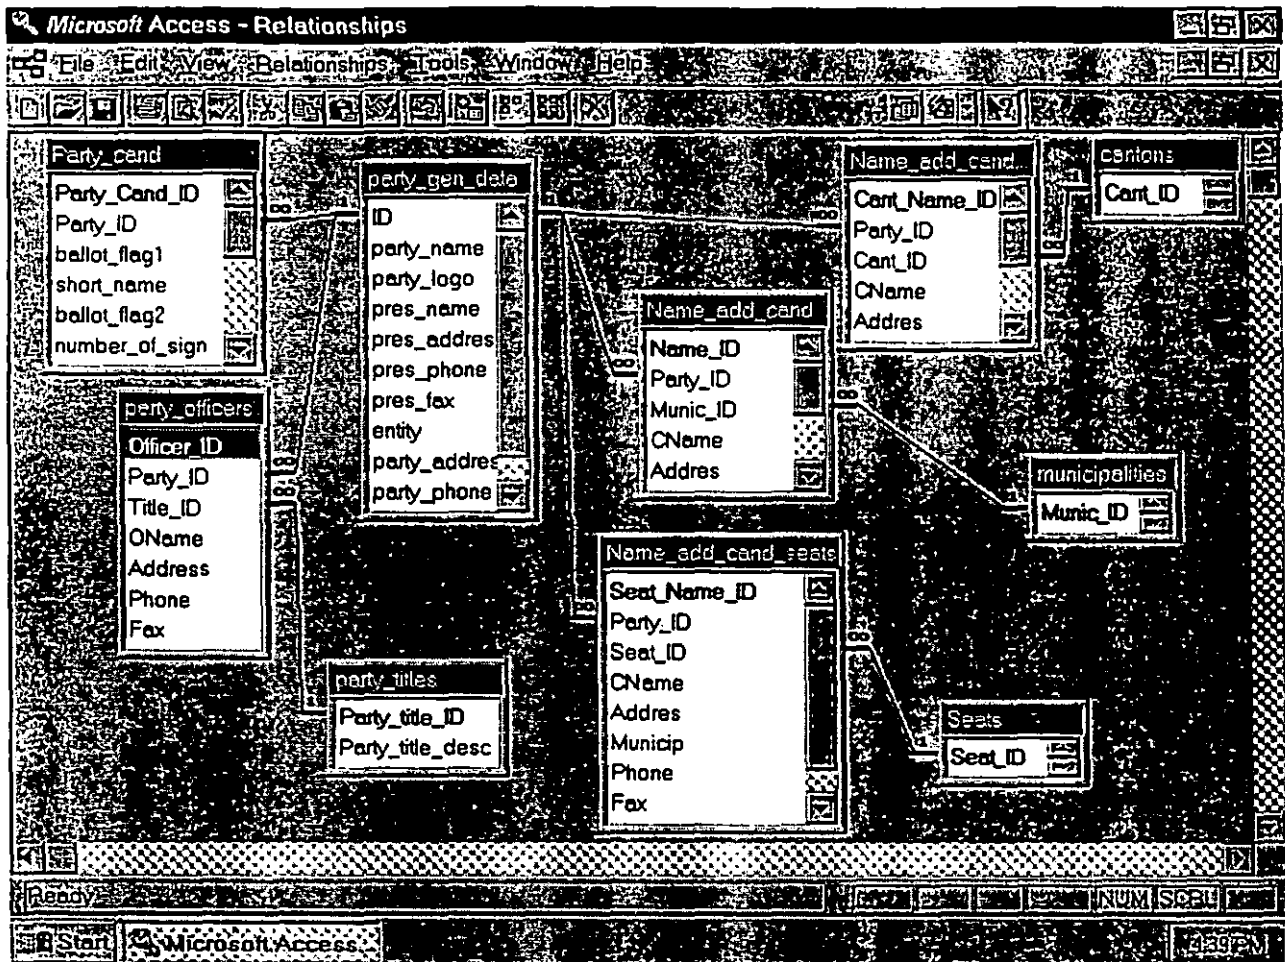 Microsoft Access - Relationships
File Edit View Relationships Tools Window Help
Party_cand
Party_Cand_ID
Party_ID
ballot_flag1
short_name
ballot_flag2
number_of_sign
party_gen_data
ID
party_name
party_logo
pres_name
pres_addres
pres_phone
pres_fax
entity
party_addres
party_phone
Name_add_cand
Cant_Name_ID
Party_ID
Cant_ID
CName
Addres
cantons
Cant_ID
Name_add_cand
Name_ID
Party_ID
Munic_ID
CName
Addres
party_officers
Officer_ID
Party_ID
Title_ID
OName
Address
Phone
Fax
municipalities
Munic_ID
Name_add_cand_seats
Seat_Name_ID
Party_ID
Seat_ID
CName
Addres
Municip
Phone
Fax
party_titles
Party_title_ID
Party_title_desc
Seats
Seat_ID
Ready
NUM
Start
Microsoft Access
4:39 PM